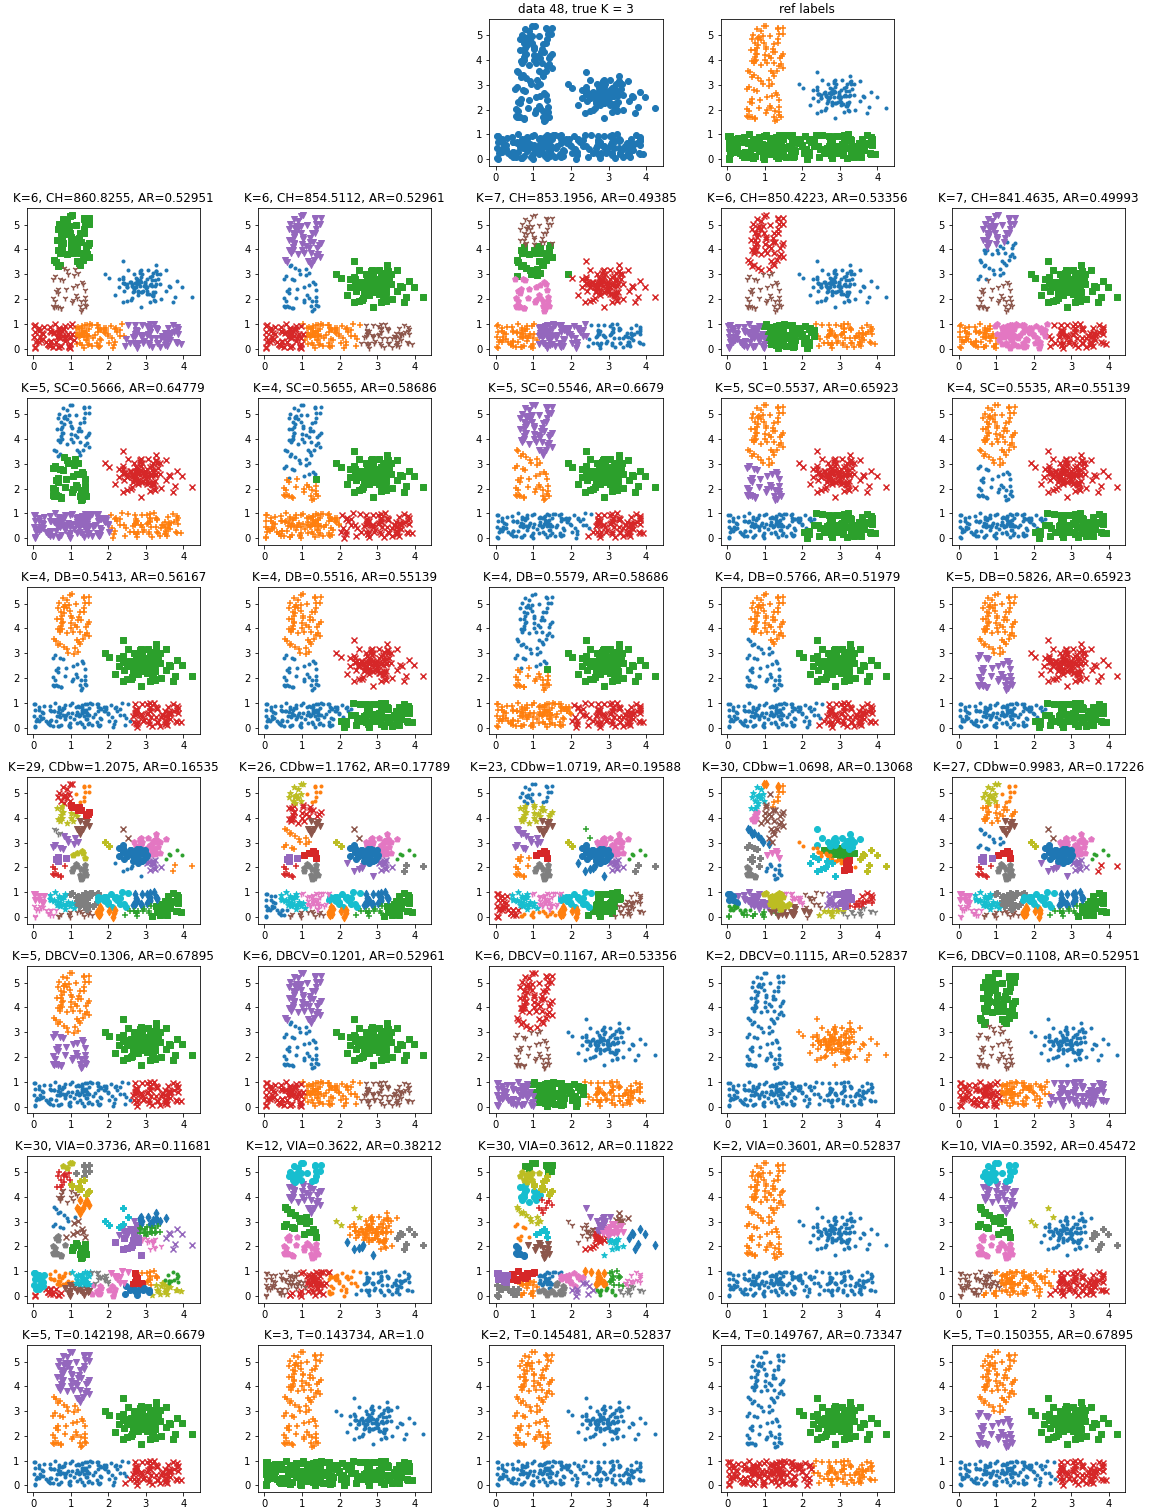 data 48, true K = 3
ref labels
K=6, CH=860.8255, AR=0.52951
K=6, CH=854.5112, AR=0.52961
K=7, CH=853.1956, AR=0.49385
K=6, CH=850.4223, AR=0.53356
K=7, CH=841.4635, AR=0.49993
K=5, SC=0.5666, AR=0.64779
K=4, SC=0.5655, AR=0.58686
K=5, SC=0.5546, AR=0.6679
K=5, SC=0.5537, AR=0.65923
K=4, SC=0.5535, AR=0.55139
K=4, DB=0.5413, AR=0.56167
K=4, DB=0.5516, AR=0.55139
K=4, DB=0.5579, AR=0.58686
K=4, DB=0.5766, AR=0.51979
K=5, DB=0.5826, AR=0.65923
K=29, CDbw=1.2075, AR=0.16535
K=26, CDbw=1.1762, AR=0.17789
K=23, CDbw=1.0719, AR=0.19588
K=30, CDbw=1.0698, AR=0.13068
K=27, CDbw=0.9983, AR=0.17226
K=5, DBCV=0.1306, AR=0.67895
K=6, DBCV=0.1201, AR=0.52961
K=6, DBCV=0.1167, AR=0.53356
K=2, DBCV=0.1115, AR=0.52837
K=6, DBCV=0.1108, AR=0.52951
K=30, VIA=0.3736, AR=0.11681
K=12, VIA=0.3622, AR=0.38212
K=30, VIA=0.3612, AR=0.11822
K=2, VIA=0.3601, AR=0.52837
K=10, VIA=0.3592, AR=0.45472
K=5, T=0.142198, AR=0.6679
K=3, T=0.143734, AR=1.0
K=2, T=0.145481, AR=0.52837
K=4, T=0.149767, AR=0.73347
K=5, T=0.150355, AR=0.67895